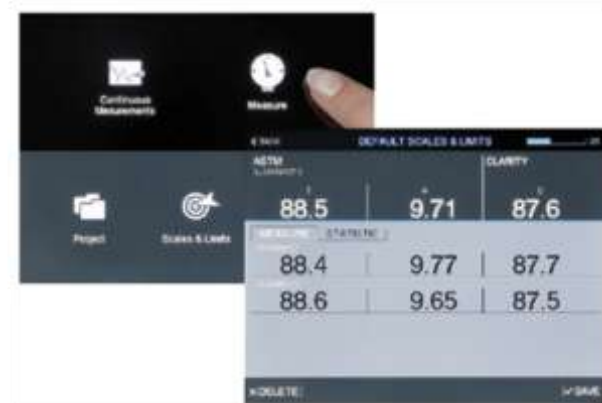 Continuous
Measurements
Measure
Project
Scales & Limits
DEFAULT SCALES & LIMITS
ASTM
CLARITY
88.5 9.71 87.6
MEASURE STATISTIC
88.4 9.77 87.7
88.6 9.65 87.5
DELETE
SAVE